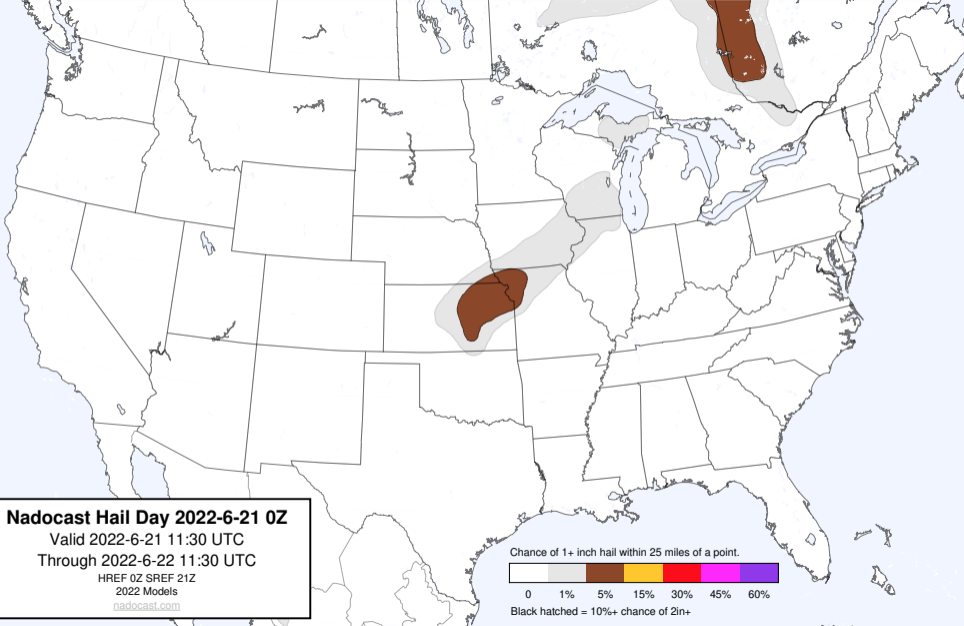 Nadocast Hail Day 2022-6-21 0Z
Valid 2022-6-21 11:30 UTC
Through 2022-6-22 11:30 UTC
HREF 0Z SREF 21Z
2022 Models
nadocast.com
Chance of 1+ inch hail within 25 miles of a point.
0 1% 5% 15% 30% 45% 60%
Black hatched = 10%+ chance of 2in+